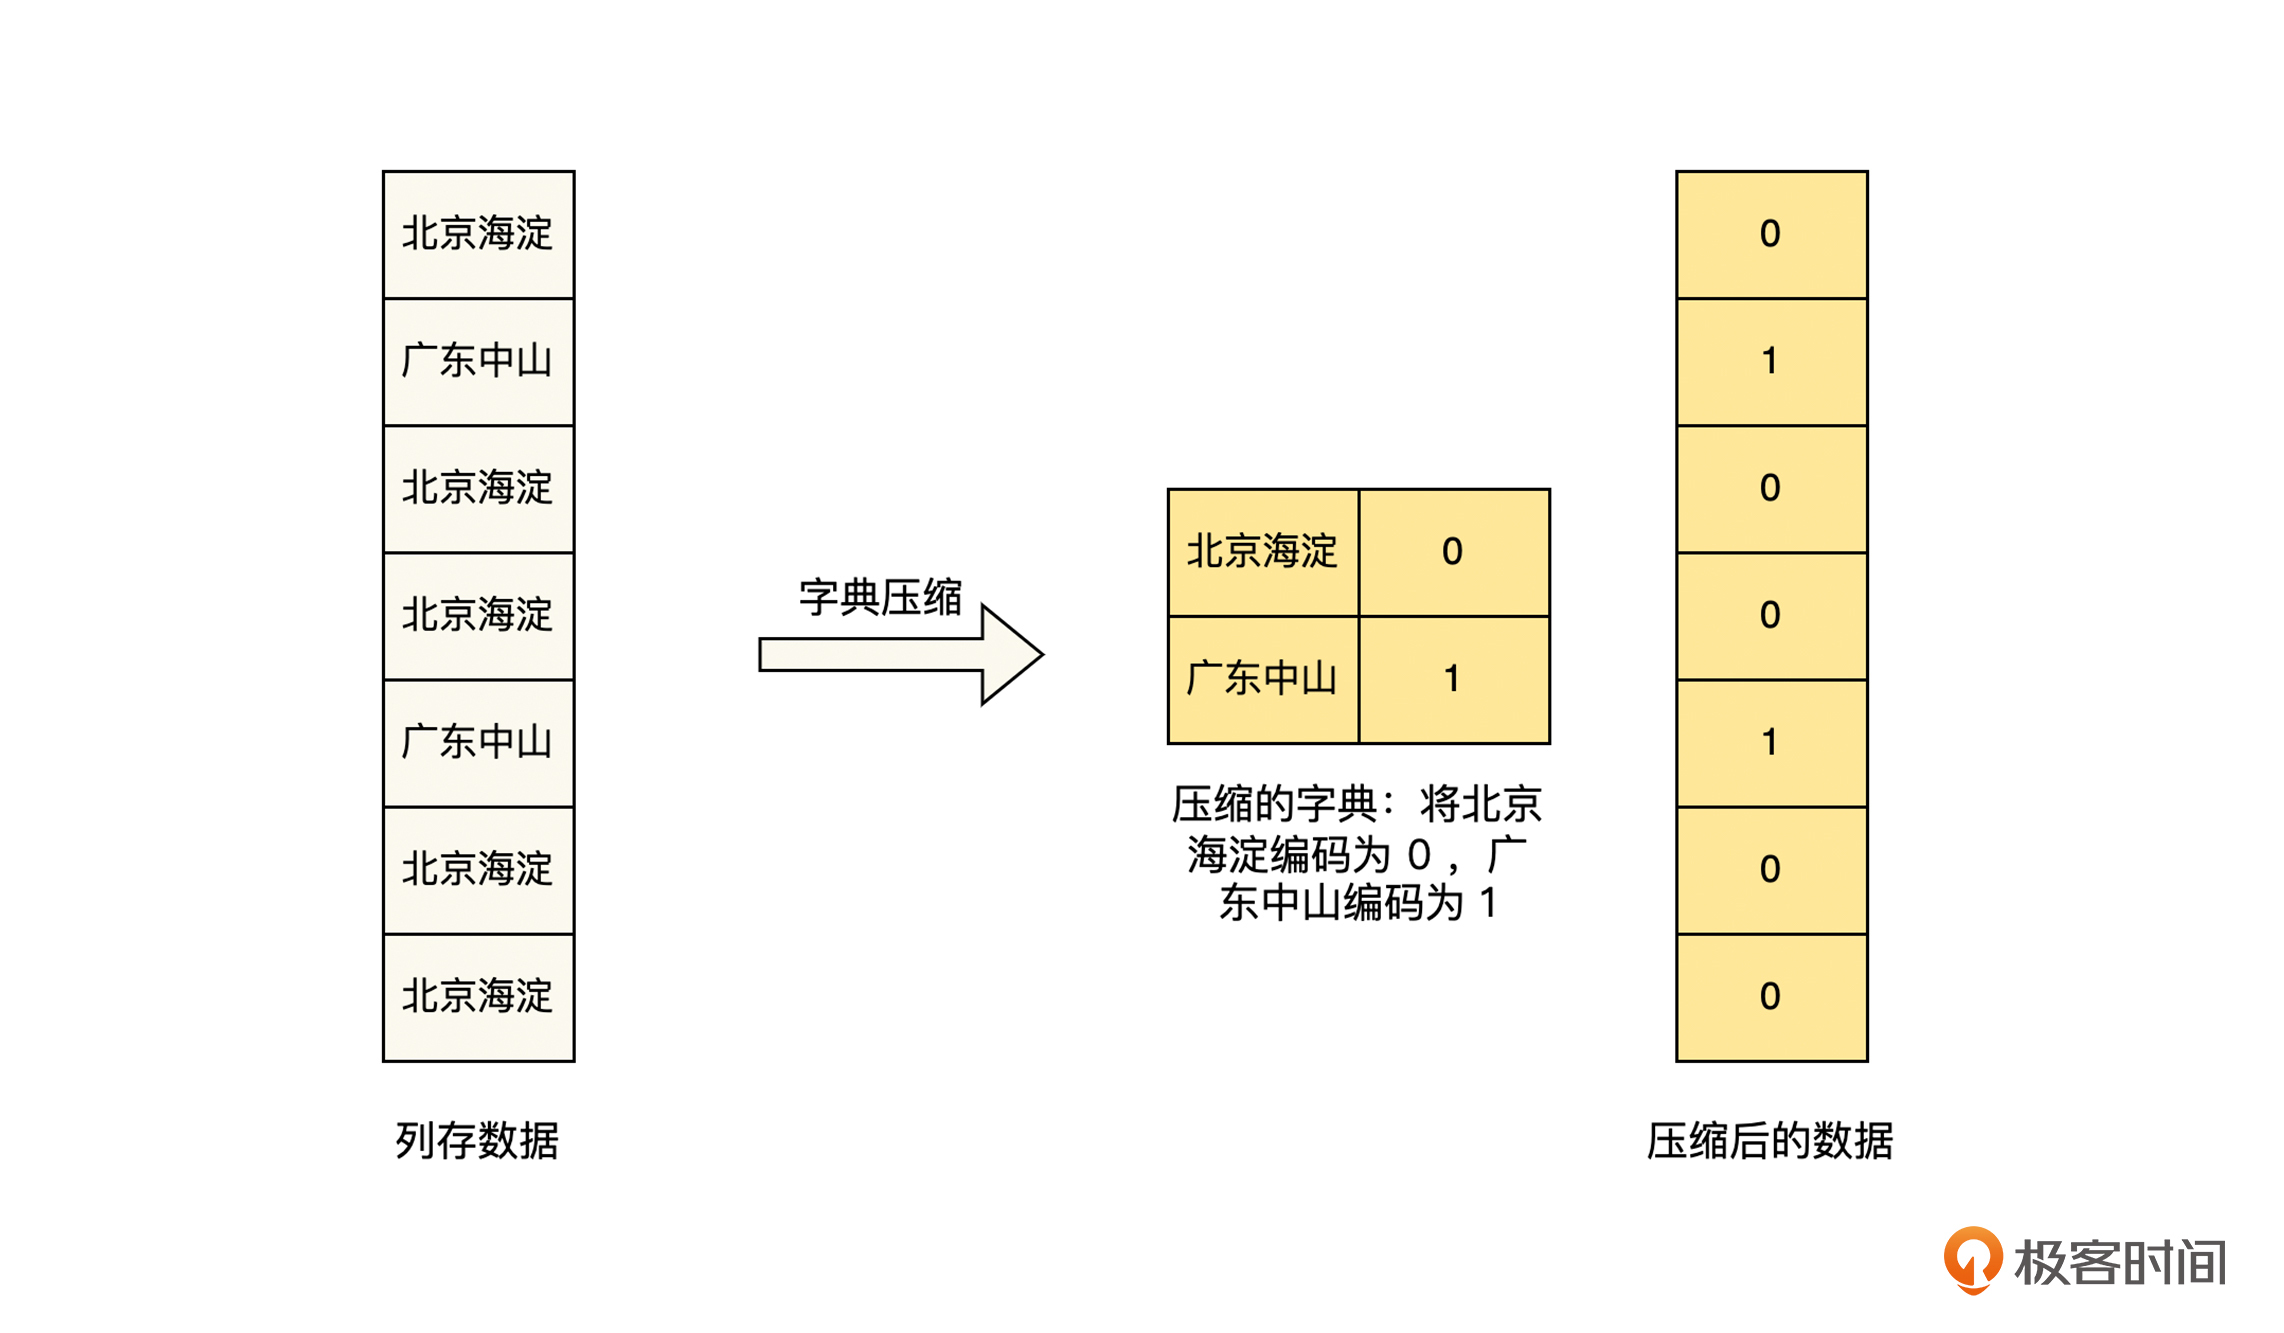 北京海淀
广东中山
北京海淀
北京海淀
广东中山
北京海淀
北京海淀
列存数据
字典压缩
北京海淀 0
广东中山 1
压缩的字典：将北京
海淀编码为 0 ，广
东中山编码为 1
0
1
0
0
1
0
0
压缩后的数据
极客时间